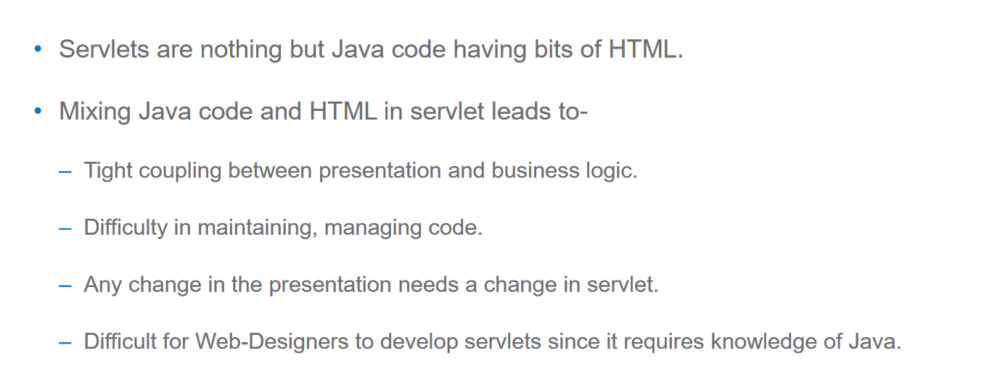 • Servlets are nothing but Java code having bits of HTML.
• Mixing Java code and HTML in servlet leads to-
– Tight coupling between presentation and business logic.
– Difficulty in maintaining, managing code.
– Any change in the presentation needs a change in servlet.
– Difficult for Web-Designers to develop servlets since it requires knowledge of Java.